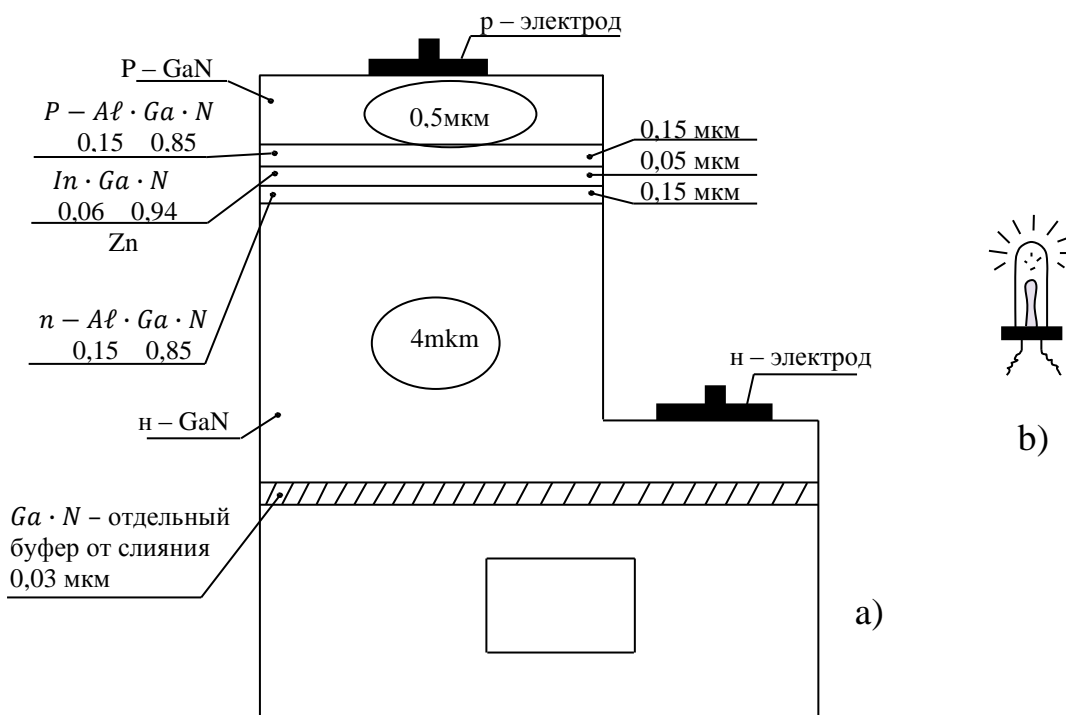 р – электрод
P – GaN
0,5мкм
P − Aℓ · Ga · N
0,15 0,85
0,15 мкм
0,05 мкм
0,15 мкм
In · Ga · N
0,06 0,94
Zn
n − Aℓ · Ga · N
0,15 0,85
4mkm
н – электрод
н – GaN
b)
Ga · N – отдельный
буфер от слияния
0,03 мкм
a)